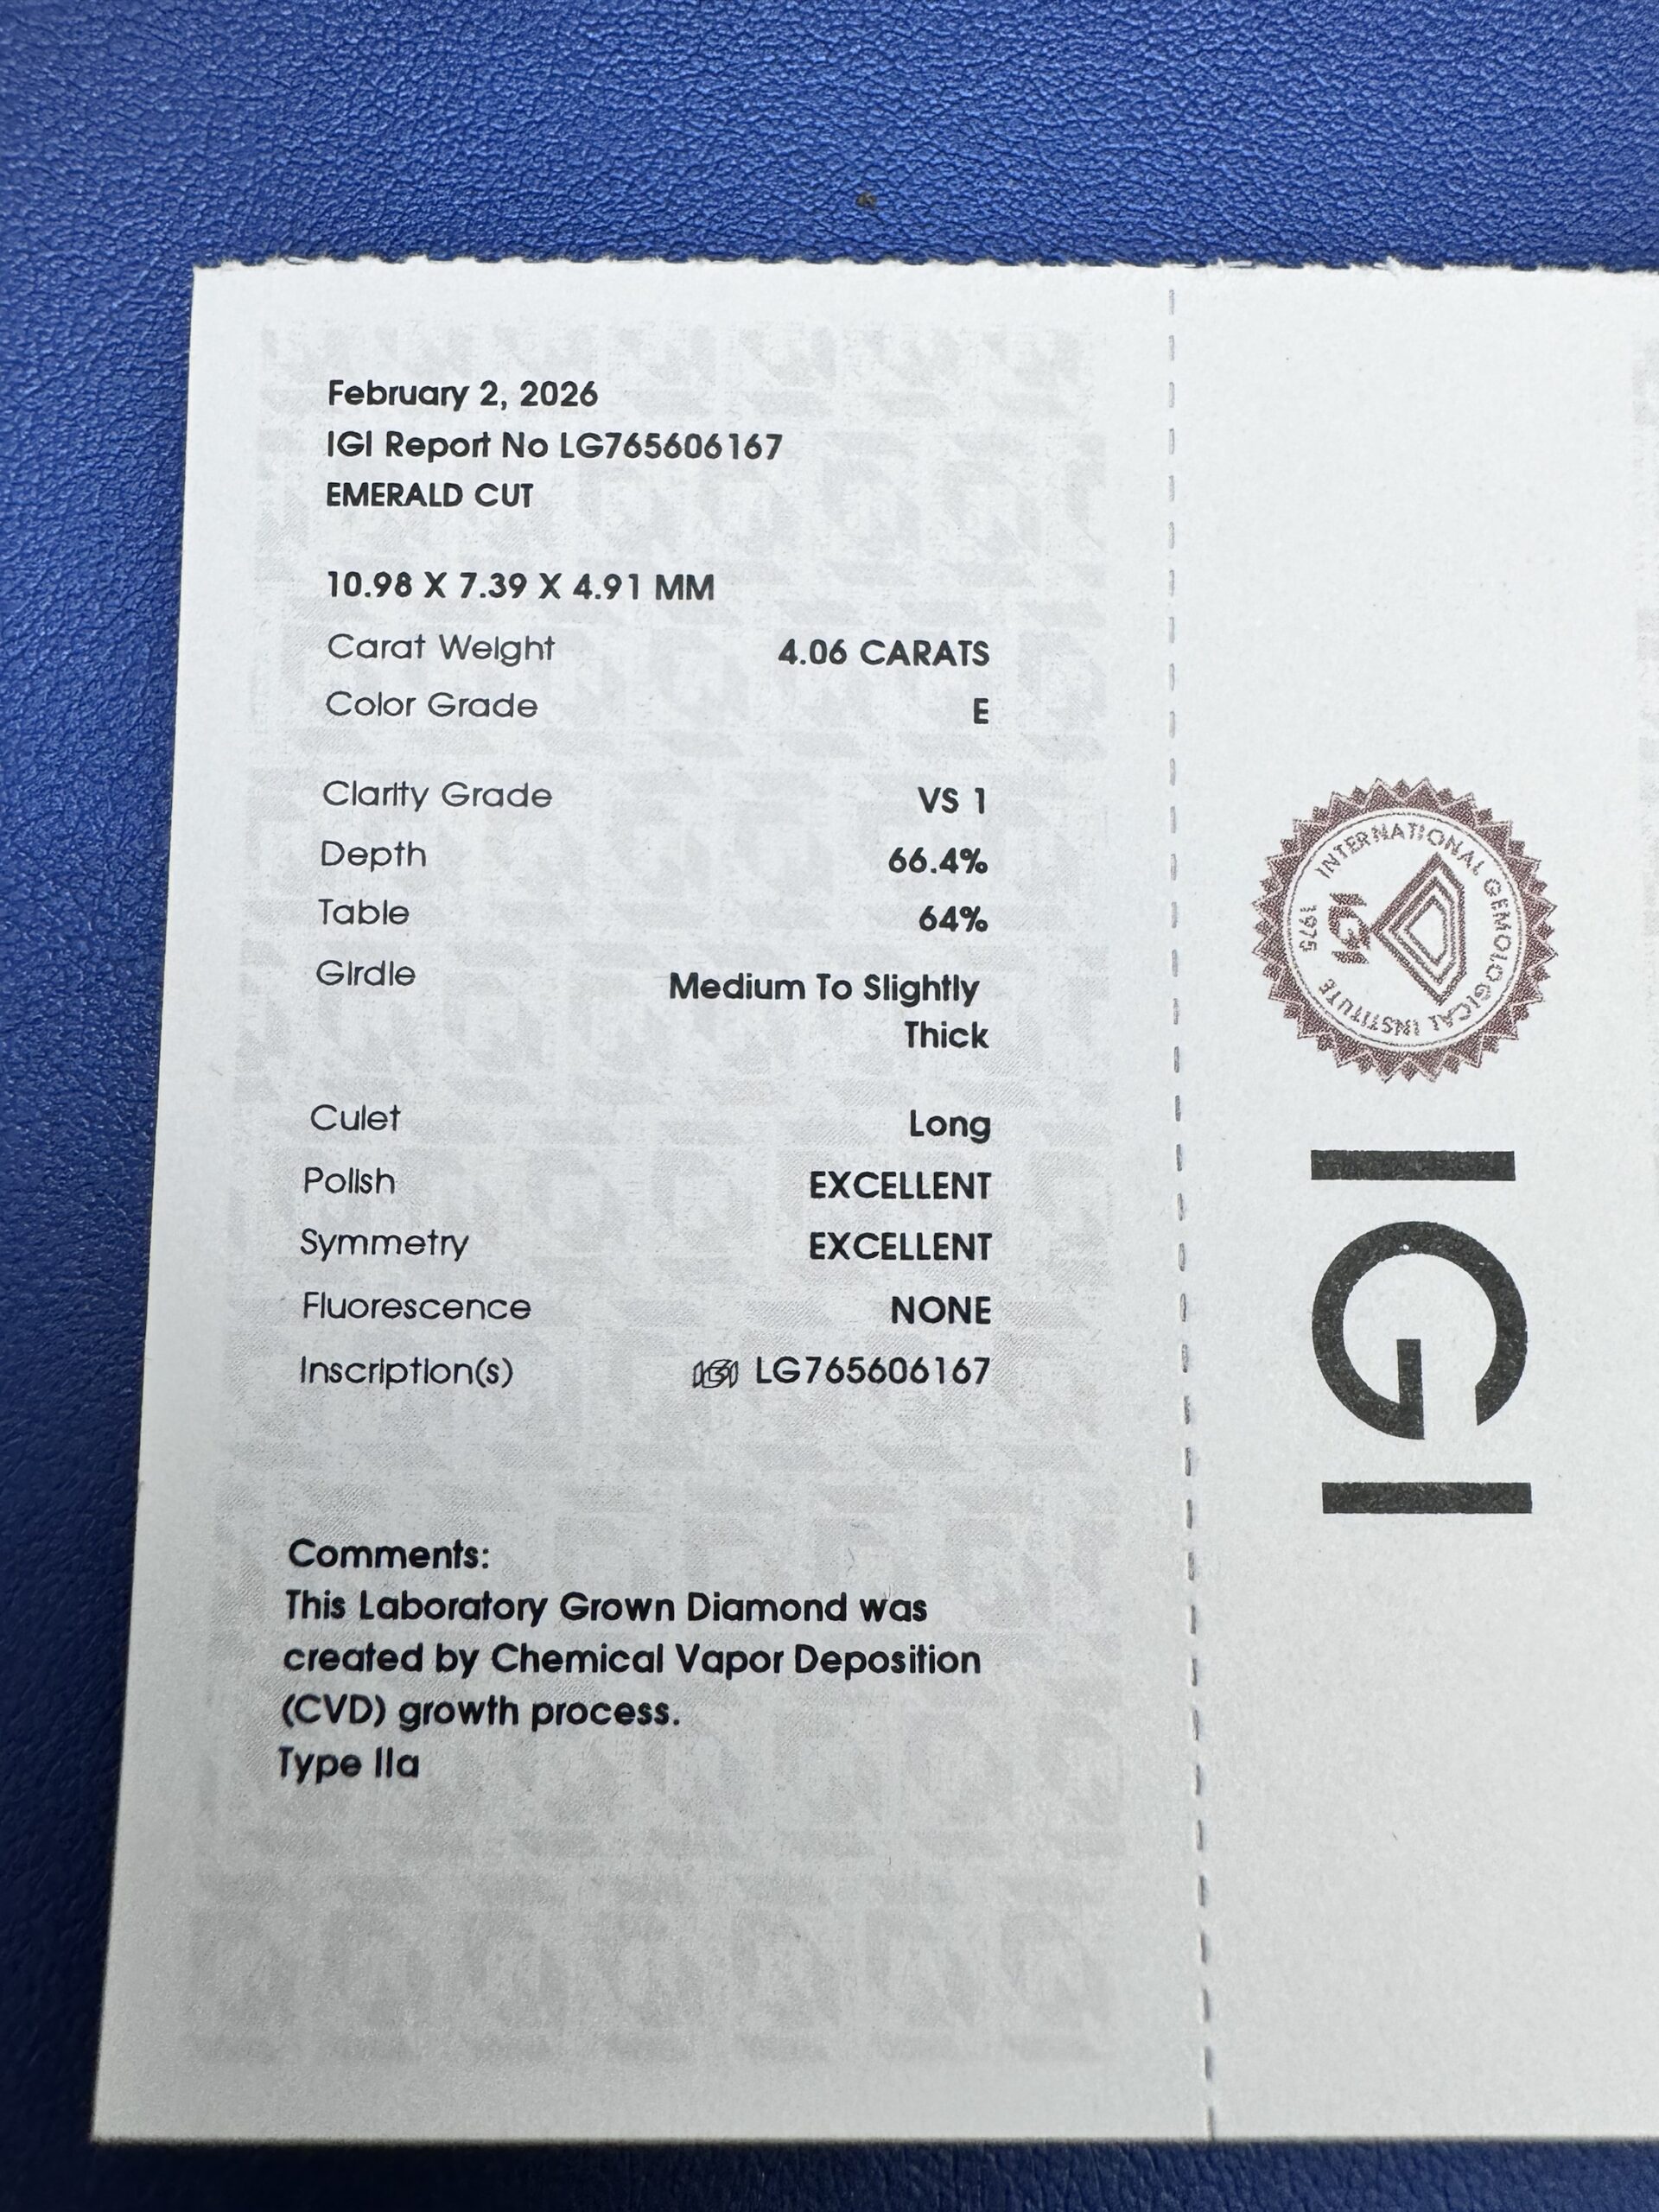 February 2, 2026
IGI Report No LG765606167
EMERALD CUT
10.98 X 7.39 X 4.91 MM
Carat Weight 4.06 CARATS
Color Grade E
Clarity Grade VS 1
Depth 66.4%
Table 64%
Girdle Medium To Slightly
Thick
Culet Long
Polish EXCELLENT
Symmetry EXCELLENT
Fluorescence NONE
Inscription(s) IGI LG765606167
Comments:
This Laboratory Grown Diamond was
created by Chemical Vapor Deposition
(CVD) growth process.
Type IIa
INTERNATIONAL GEMOLOGICAL INSTITUTE
IGI
1975
IGI